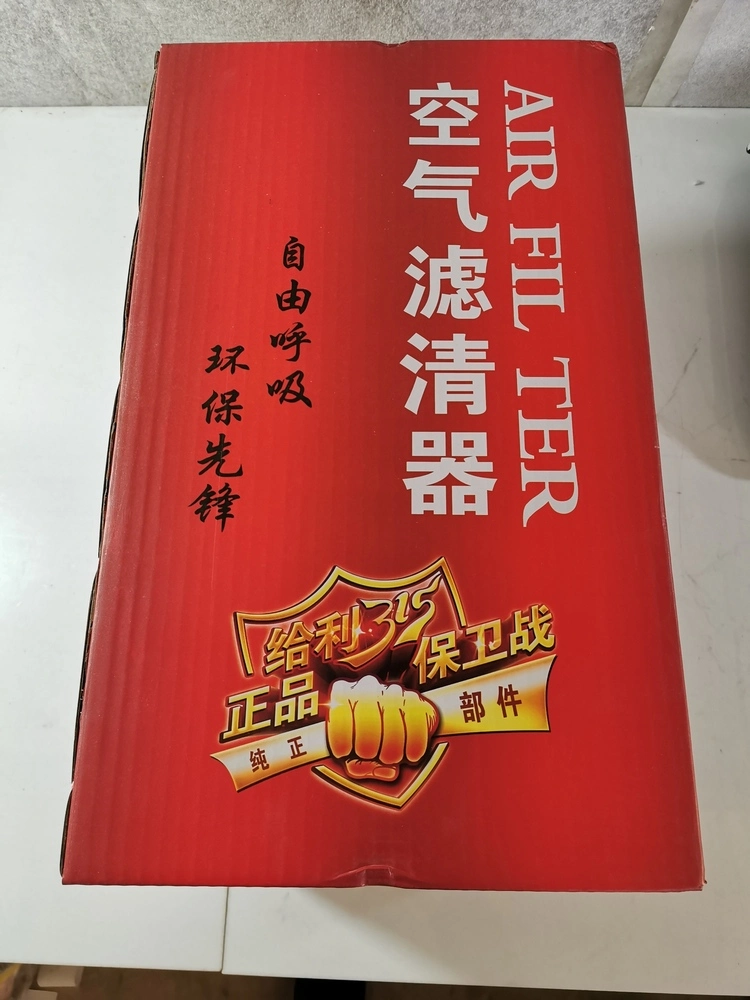 AIR FIL TER
空气滤清器
自由呼吸
环保先锋
给利315
正品保卫战
纯正部件